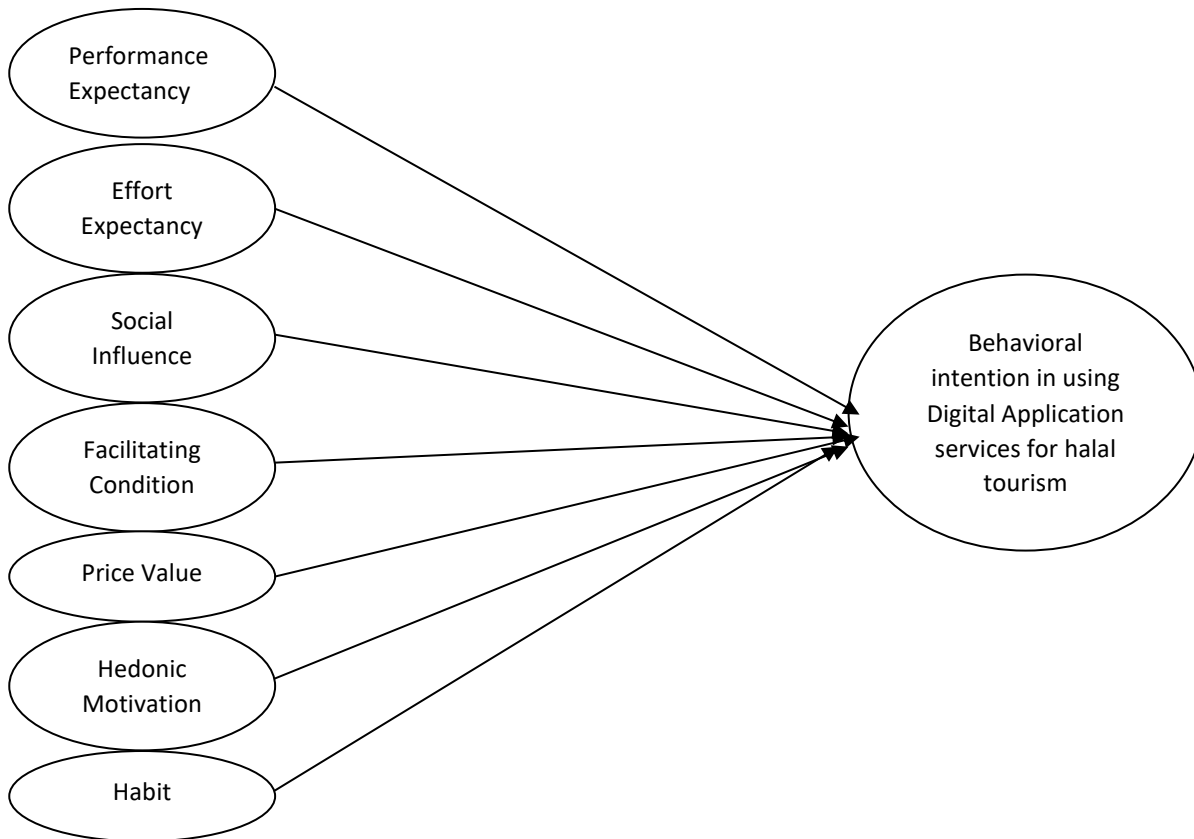 Performance
Expectancy
Effort
Expectancy
Social
Influence
Facilitating
Condition
Price Value
Hedonic
Motivation
Habit
Behavioral
intention in using
Digital Application
services for halal
tourism